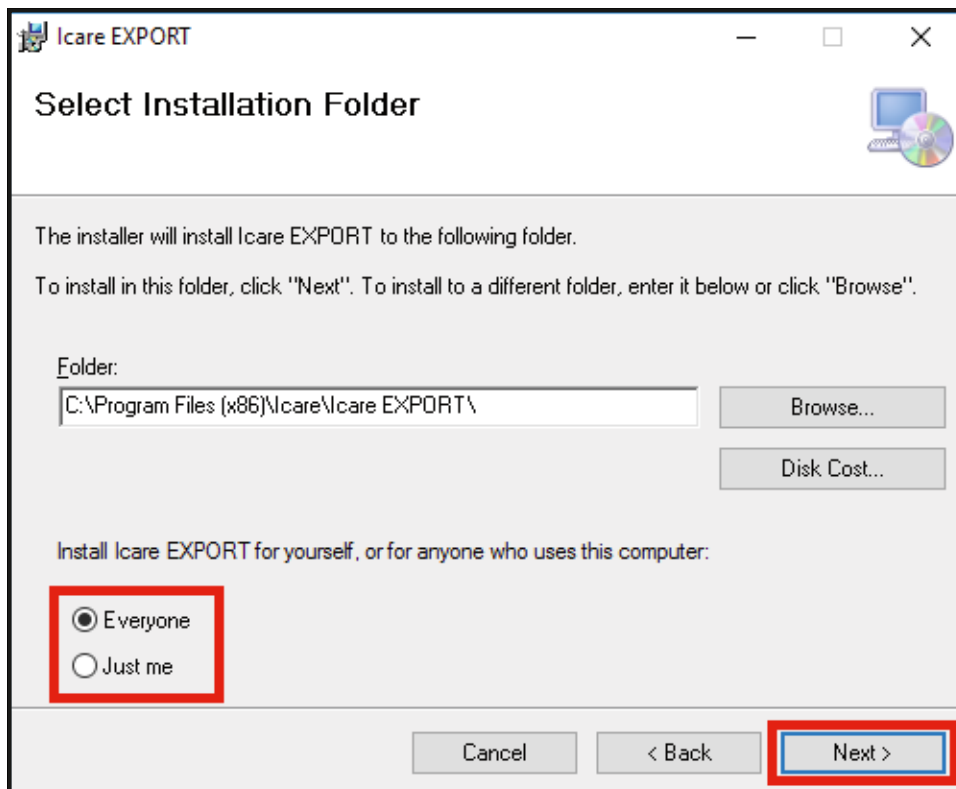 Icare EXPORT
Select Installation Folder
The installer will install Icare EXPORT to the following folder.
To install in this folder, click "Next". To install to a different folder, enter it below or click "Browse".
Folder:
C:\Program Files (x86)\Icare\Icare EXPORT\
Browse...
Disk Cost...
Install Icare EXPORT for yourself, or for anyone who uses this computer:
Everyone
Just me
Cancel
< Back
Next >